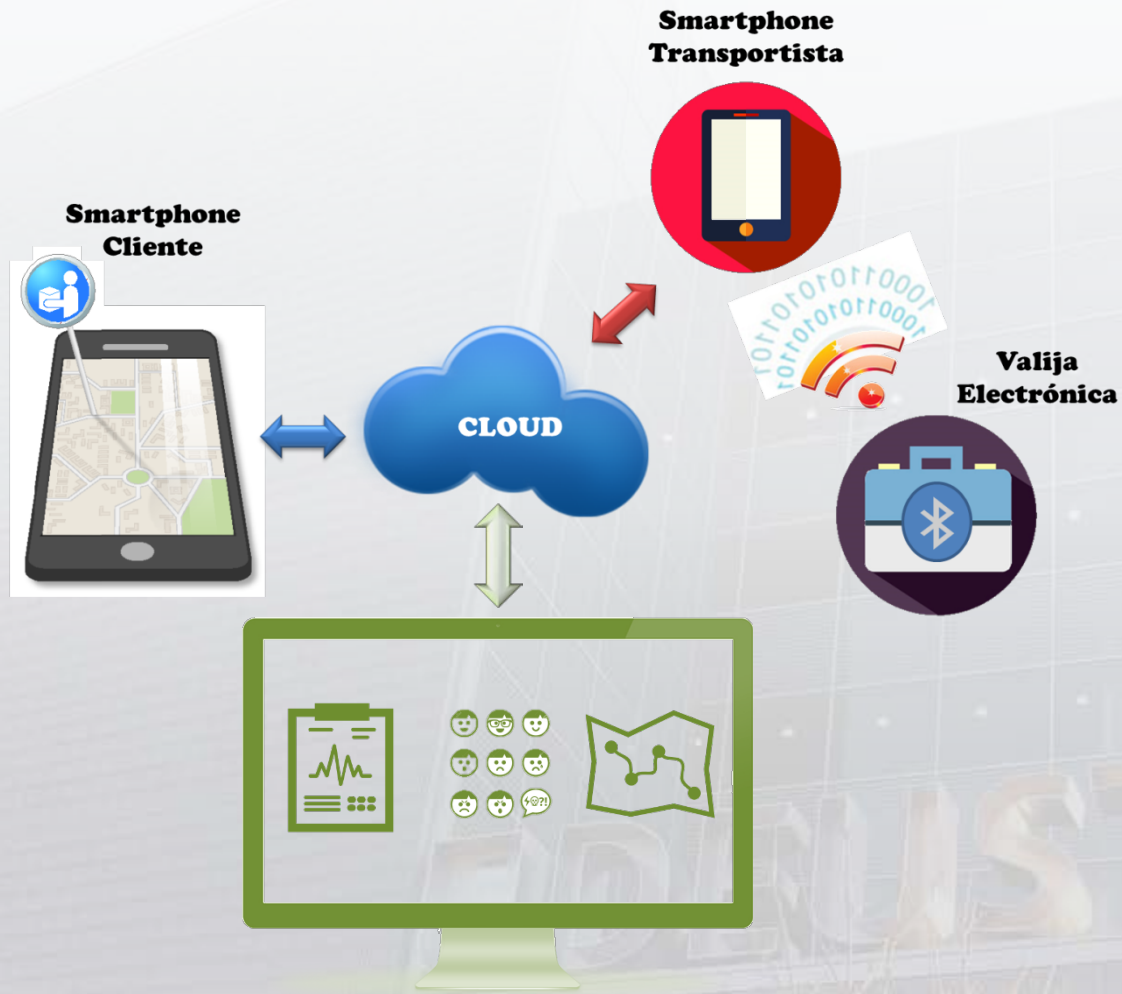 Smartphone
Transportista
Smartphone
Cliente
CLOUD
Valija
Electrónica